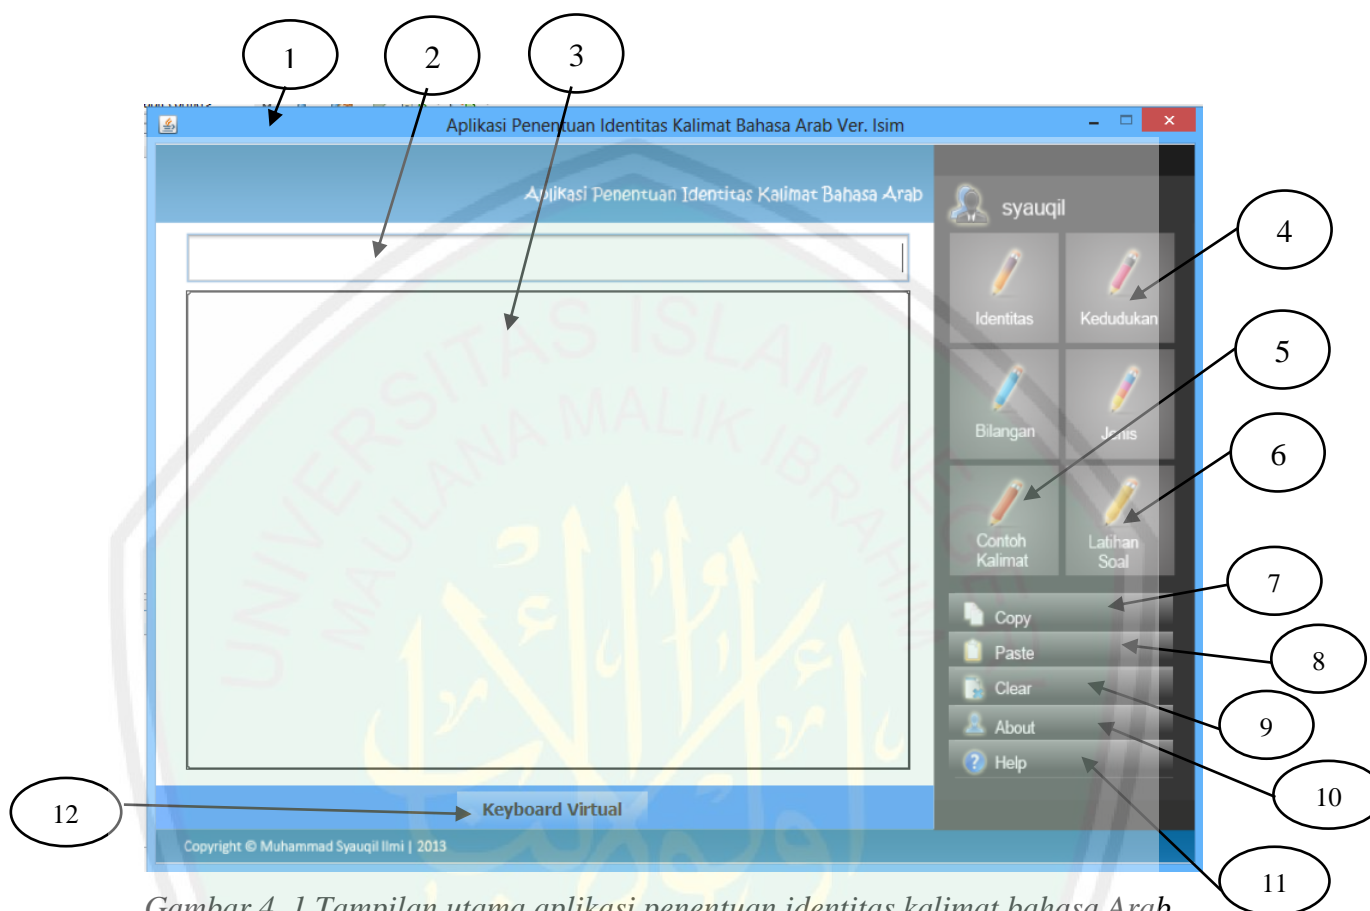 1
2
3
Aplikasi Penentuan Identitas Kalimat Bahasa Arab Ver. Isim
Aplikasi Penentuan Identitas Kalimat Bahasa Arab
syauqil
4
Identitas
Kedudukan
5
Bilangan
Jenis
6
Contoh
Kalimat
Latihan
Soal
7
Copy
8
Paste
Clear
9
About
10
Help
11
12
Keyboard Virtual
Copyright © Muhammad Syauqil Ilmi | 2013
UNIVERSITAS ISLAM NEGERI
MAULANA MALIK IBRAHIM
Gambar 4. 1 Tampilan utama aplikasi penentuan identitas kalimat bahasa Arab